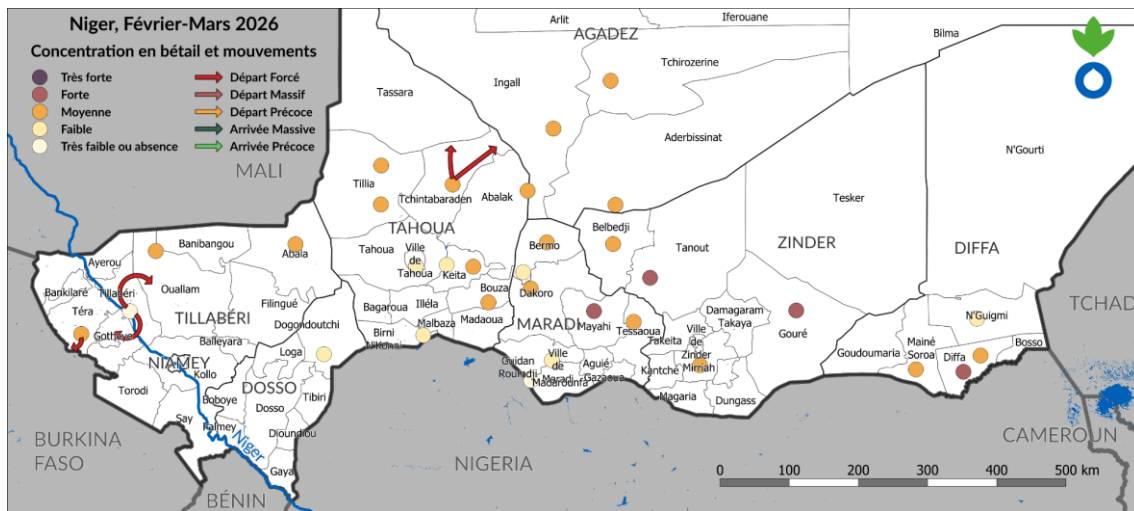 Niger, Février-Mars 2026
Concentration en bétail et mouvements
Très forte
Forte
Moyenne
Faible
Très faible ou absence
Départ Forcé
Départ Massif
Départ Précoce
Arrivée Massive
Arrivée Précoce
Arlit
Iferouane
AGADEZ
Bilma
Tchirozerine
Ingall
Tassara
Aderbissinat
N'Gourti
MALI
Tillia
Tchintabaraden
Abalak
Tesker
TAHOUA
Banibangou
Abala
Tahoua
Ville
de
Tahoua
Keita
Bermo
Belbedji
Tanout
ZINDER
DIFFA
Ayerou
Bankilaré
Tillabéri
Ouallam
Téra
Filingué
Bouza
Dakoro
TCHAD
Bagaroua
Illéla
Madaoua
TILLABÉRI
Gothèye
Dogondoutchi
Malbaza
Birni
N'Konni
MARADI
Mayahi
Tessaoua
Damagaram
Takaya
Gouré
N'Guigmi
Balleyara
NIAMEY
Kollo
Loga
Takeita
Ville
de
Zinder
Mirriah
Goudoumaria
Mainé
Soroa
Diffa
Bosso
Guidan
Roumdji
Ville
de
Maradi
Madarounfa
Aguié
Gazaoua
Kantché
Magaria
Dungass
Torodi
DOSSO
Tibiri
Boboye
Dosso
Say
Falmey
Dioundiou
Niger
Gaya
BURKINA
FASO
NIGERIA
CAMEROUN
BÉNIN
0 100 200 300 400 500 km